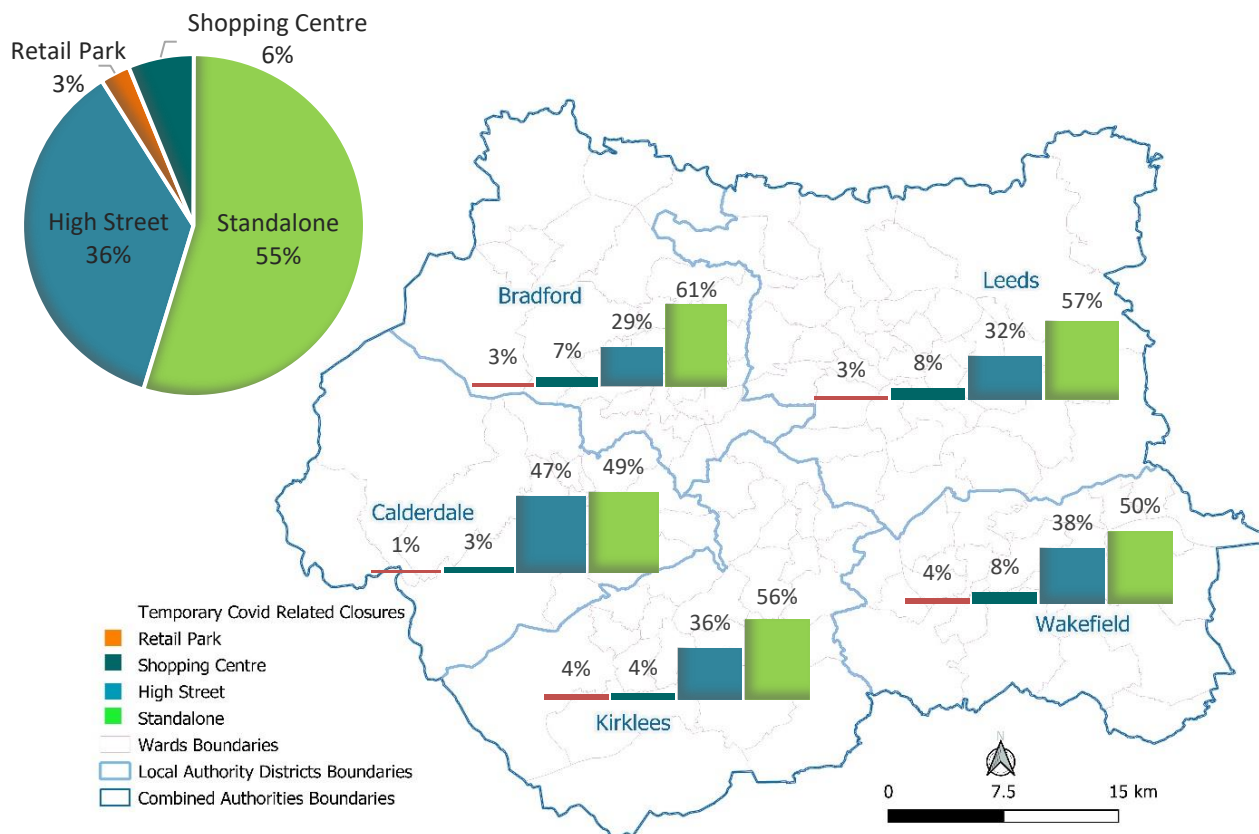 Shopping Centre
6%
Retail Park
3%
High Street
36%
Standalone
55%
Bradford
3%
7%
29%
61%
Leeds
3%
8%
32%
57%
Calderdale
1%
3%
47%
49%
Wakefield
4%
8%
38%
50%
Kirklees
4%
4%
36%
56%
Temporary Covid Related Closures
Retail Park
Shopping Centre
High Street
Standalone
Wards Boundaries
Local Authority Districts Boundaries
Combined Authorities Boundaries
N
0 7.5 15 km